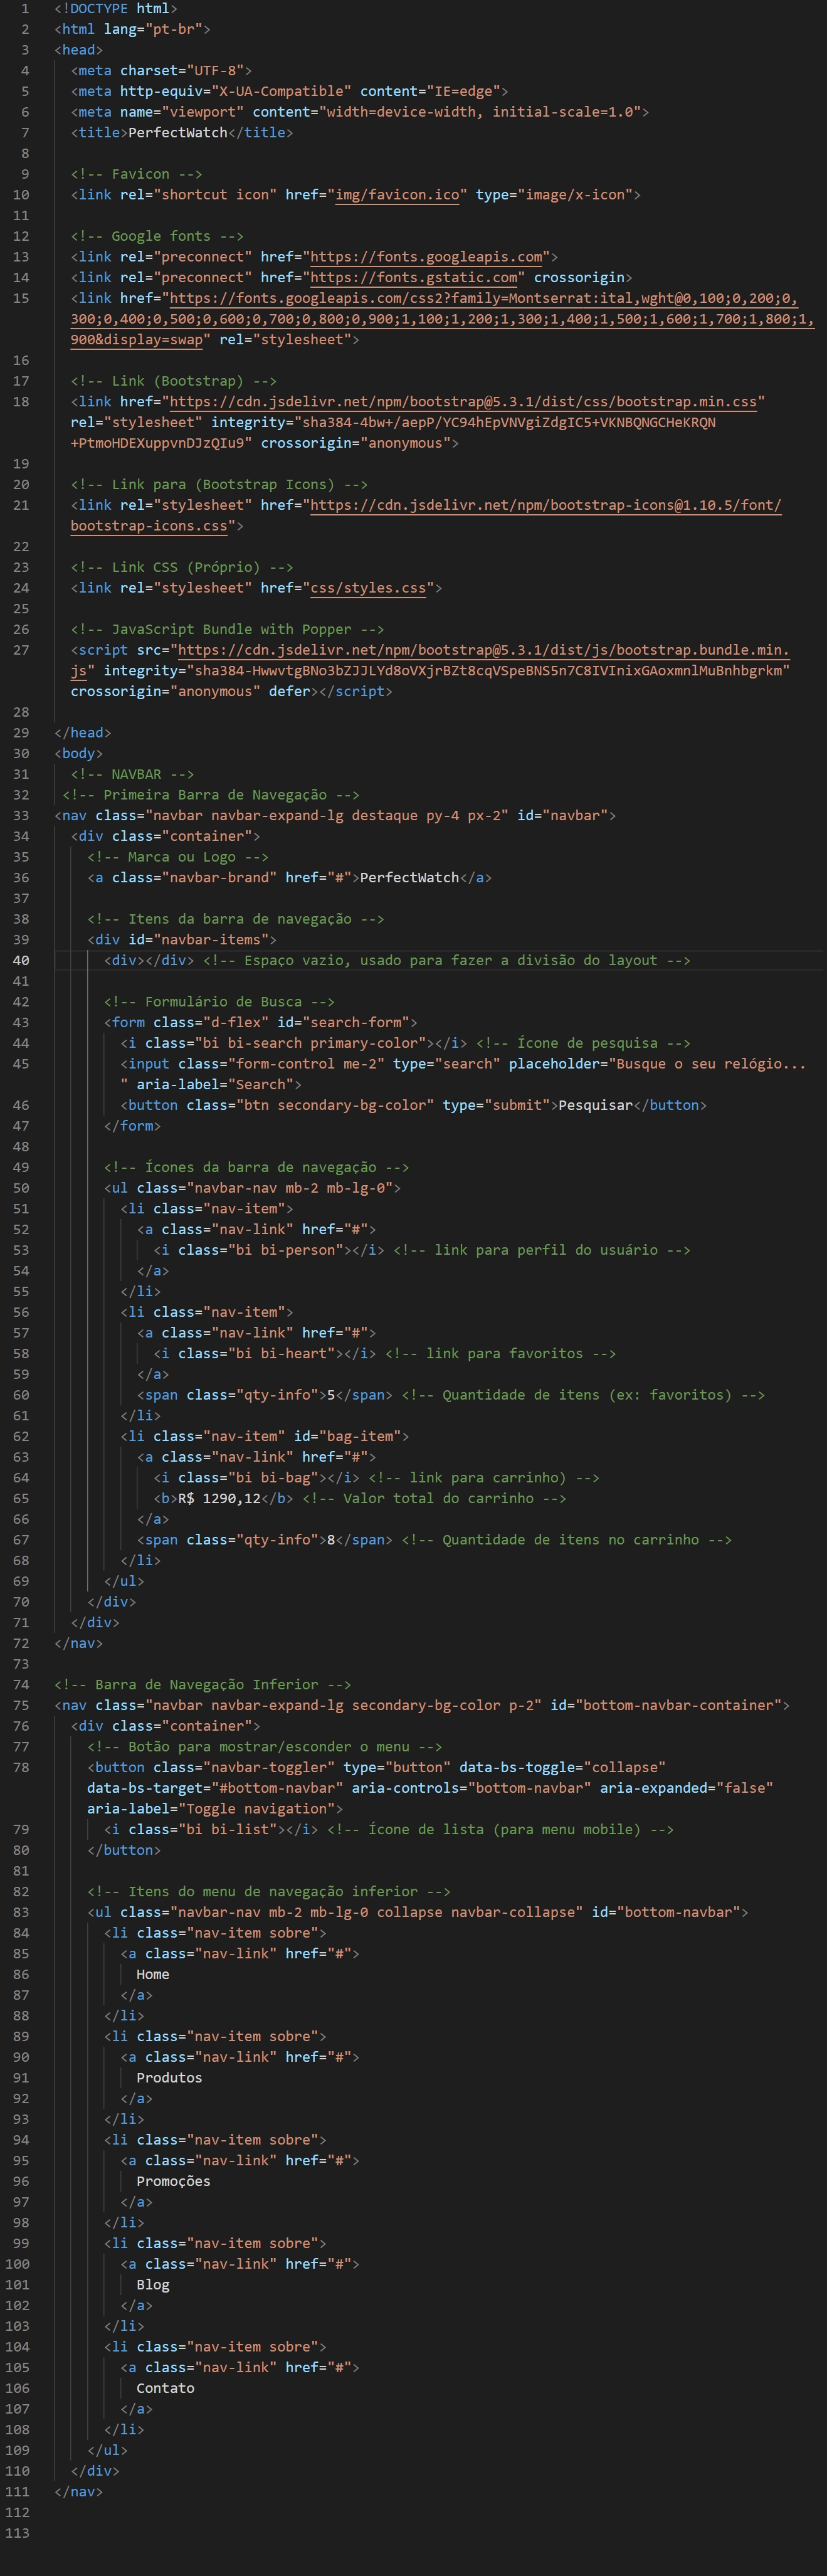 1 <!DOCTYPE html>
2 <html lang="pt-br">
3 <head>
4 <meta charset="UTF-8">
5 <meta http-equiv="X-UA-Compatible" content="IE=edge">
6 <meta name="viewport" content="width=device-width, initial-scale=1.0">
7 <title>PerfectWatch</title>
8
9 <!-- Favicon -->
10 <link rel="shortcut icon" href="img/favicon.ico" type="image/x-icon">
11
12 <!-- Google fonts -->
13 <link rel="preconnect" href="https://fonts.googleapis.com">
14 <link rel="preconnect" href="https://fonts.gstatic.com" crossorigin>
15 <link href="https://fonts.googleapis.com/css2?family=Montserrat:ital,wght@0,100;0,200;0,
300;0,400;0,500;0,600;0,700;0,800;0,900;1,100;1,200;1,300;1,400;1,500;1,600;1,700;1,800;1,
900&display=swap" rel="stylesheet">
16
17 <!-- Link (Bootstrap) -->
18 <link href="https://cdn.jsdelivr.net/npm/bootstrap@5.3.1/dist/css/bootstrap.min.css"
rel="stylesheet" integrity="sha384-4bw+/aepP/YC94hEpVNVgiZdgIC5+VKNBQNGCHeKRQN
+PtmoHDEXuppvnDJzQIu9" crossorigin="anonymous">
19
20 <!-- Link para (Bootstrap Icons) -->
21 <link rel="stylesheet" href="https://cdn.jsdelivr.net/npm/bootstrap-icons@1.10.5/font/
bootstrap-icons.css">
22
23 <!-- Link CSS (Próprio) -->
24 <link rel="stylesheet" href="css/styles.css">
25
26 <!-- JavaScript Bundle with Popper -->
27 <script src="https://cdn.jsdelivr.net/npm/bootstrap@5.3.1/dist/js/bootstrap.bundle.min.
js" integrity="sha384-HwwvtgBNo3bZJJLYd8oVXjrBZt8cqVSpeBNS5n7C8IVInixGAoxmnlMuBnhbgrkm"
crossorigin="anonymous" defer></script>
28
29 </head>
30 <body>
31 <!-- NAVBAR -->
32 <!-- Primeira Barra de Navegação -->
33 <nav class="navbar navbar-expand-lg destaque py-4 px-2" id="navbar">
34 <div class="container">
35 <!-- Marca ou Logo -->
36 <a class="navbar-brand" href="#">PerfectWatch</a>
37
38 <!-- Itens da barra de navegação -->
39 <div id="navbar-items">
40 <div></div> <!-- Espaço vazio, usado para fazer a divisão do layout -->
41
42 <!-- Formulário de Busca -->
43 <form class="d-flex" id="search-form">
44 <i class="bi bi-search primary-color"></i> <!-- Ícone de pesquisa -->
45 <input class="form-control me-2" type="search" placeholder="Busque o seu relógio...
" aria-label="Search">
46 <button class="btn secondary-bg-color" type="submit">Pesquisar</button>
47 </form>
48
49 <!-- Ícones da barra de navegação -->
50 <ul class="navbar-nav mb-2 mb-lg-0">
51 <li class="nav-item">
52 <a class="nav-link" href="#">
53 <i class="bi bi-person"></i> <!-- link para perfil do usuário -->
54 </a>
55 </li>
56 <li class="nav-item">
57 <a class="nav-link" href="#">
58 <i class="bi bi-heart"></i> <!-- link para favoritos -->
59 </a>
60 <span class="qty-info">5</span> <!-- Quantidade de itens (ex: favoritos) -->
61 </li>
62 <li class="nav-item" id="bag-item">
63 <a class="nav-link" href="#">
64 <i class="bi bi-bag"></i> <!-- link para carrinho) -->
65 <b>R$ 1290,12</b> <!-- Valor total do carrinho -->
66 </a>
67 <span class="qty-info">8</span> <!-- Quantidade de itens no carrinho -->
68 </li>
69 </ul>
70 </div>
71 </div>
72 </nav>
73
74 <!-- Barra de Navegação Inferior -->
75 <nav class="navbar navbar-expand-lg secondary-bg-color p-2" id="bottom-navbar-container">
76 <div class="container">
77 <!-- Botão para mostrar/esconder o menu -->
78 <button class="navbar-toggler" type="button" data-bs-toggle="collapse"
data-bs-target="#bottom-navbar" aria-controls="bottom-navbar" aria-expanded="false"
aria-label="Toggle navigation">
79 <i class="bi bi-list"></i> <!-- Ícone de lista (para menu mobile) -->
80 </button>
81
82 <!-- Itens do menu de navegação inferior -->
83 <ul class="navbar-nav mb-2 mb-lg-0 collapse navbar-collapse" id="bottom-navbar">
84 <li class="nav-item sobre">
85 <a class="nav-link" href="#">
86 Home
87 </a>
88 </li>
89 <li class="nav-item sobre">
90 <a class="nav-link" href="#">
91 Produtos
92 </a>
93 </li>
94 <li class="nav-item sobre">
95 <a class="nav-link" href="#">
96 Promoções
97 </a>
98 </li>
99 <li class="nav-item sobre">
100 <a class="nav-link" href="#">
101 Blog
102 </a>
103 </li>
104 <li class="nav-item sobre">
105 <a class="nav-link" href="#">
106 Contato
107 </a>
108 </li>
109 </ul>
110 </div>
111 </nav>
112
113